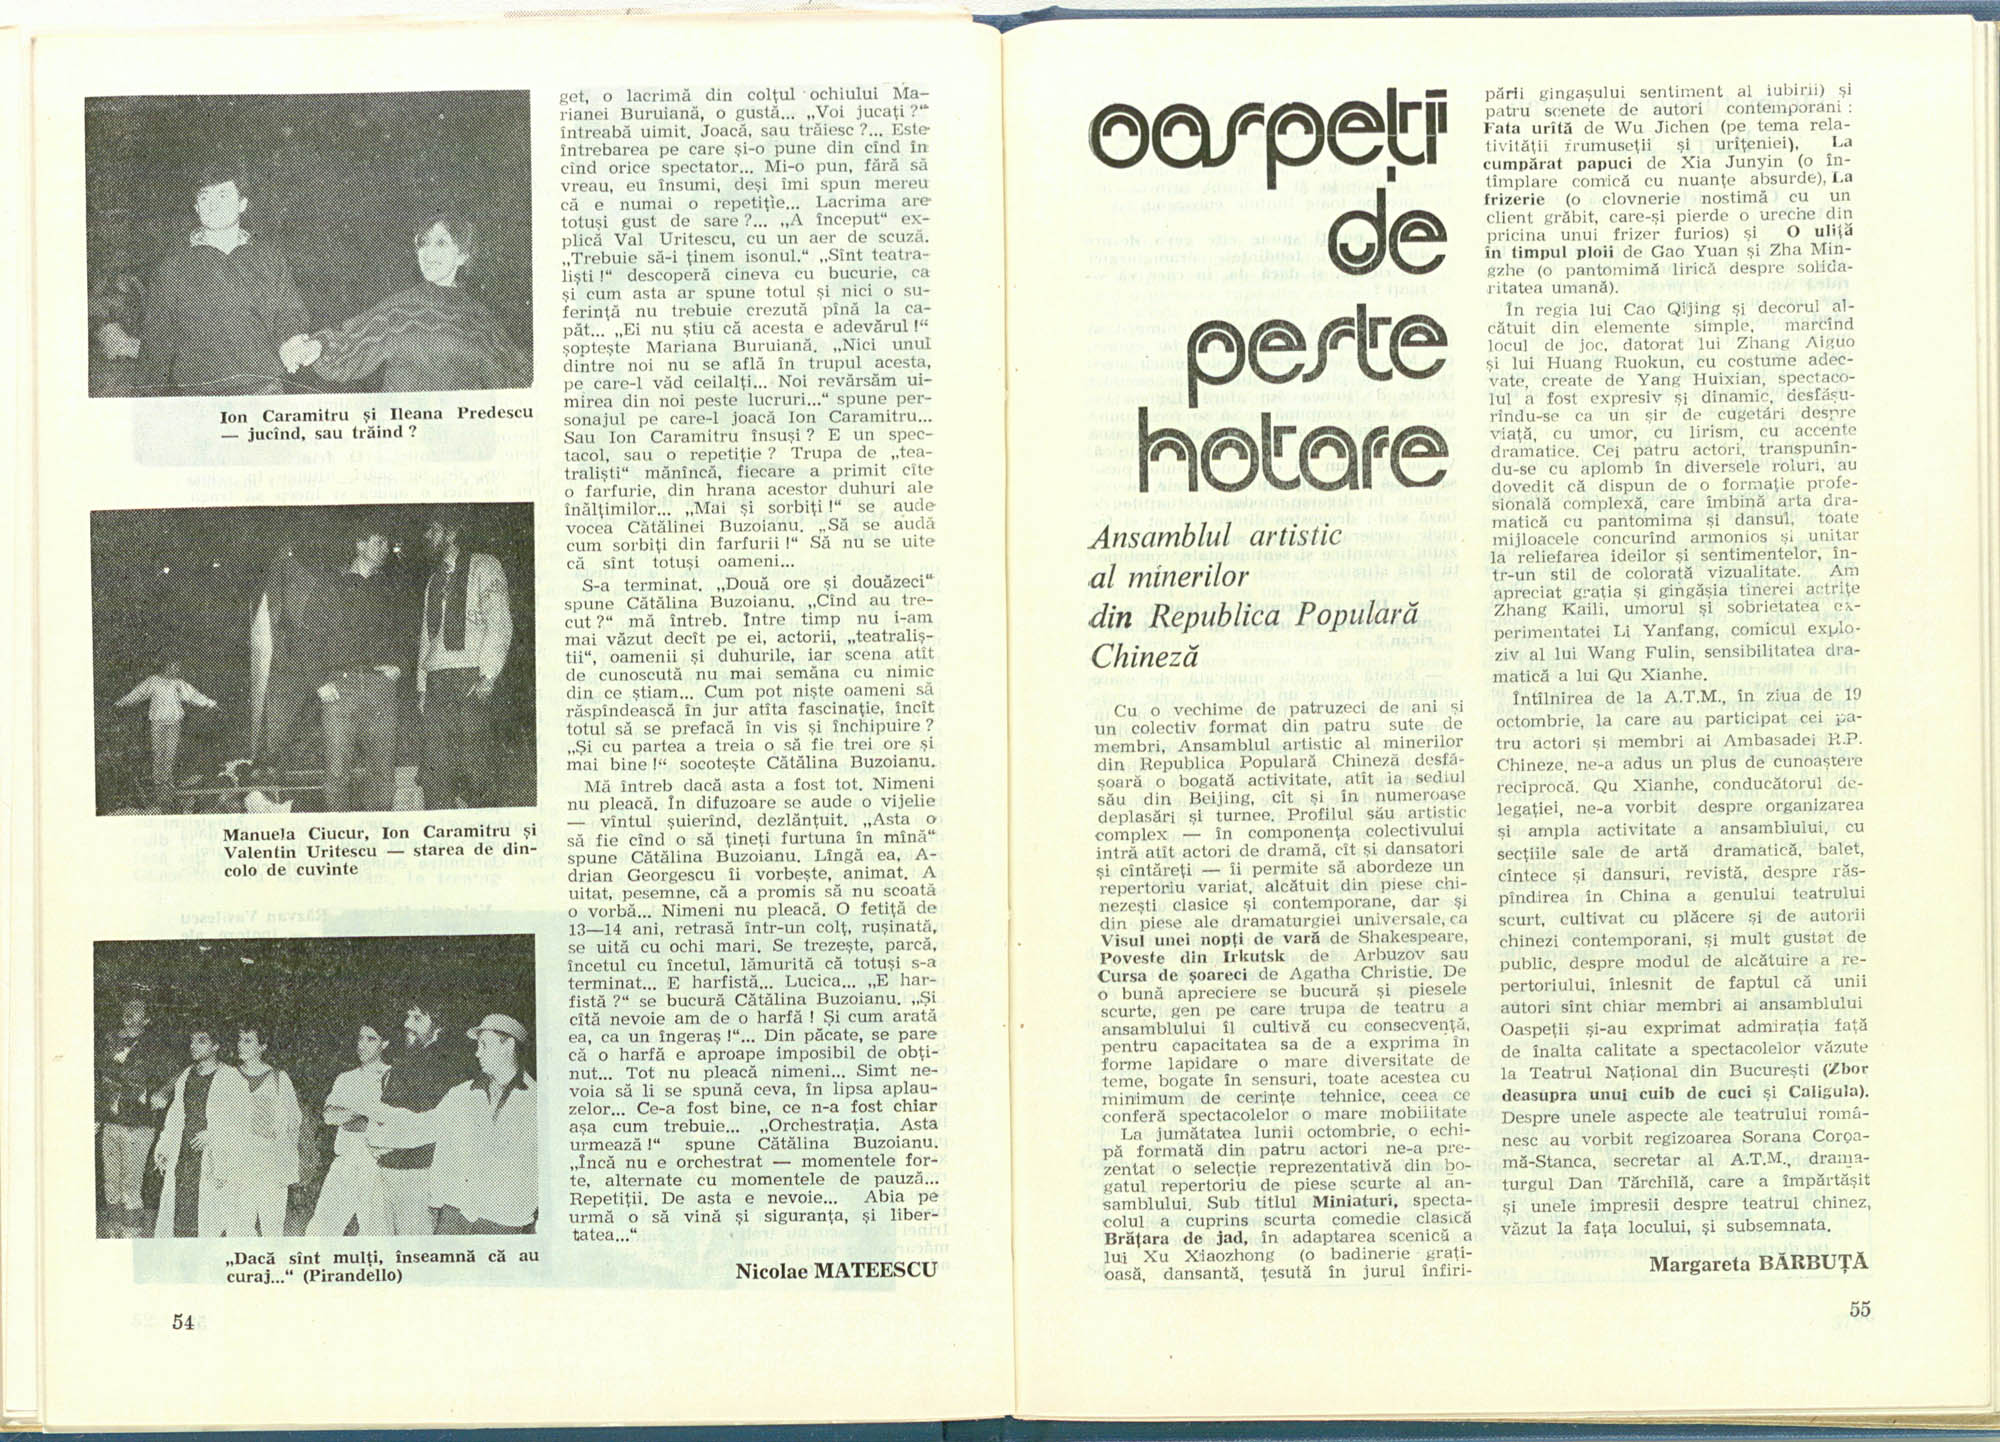 Ion Caramitru și Ileana Predescu
— jucînd, sau trăind ?
Manuela Ciucur, Ion Caramitru și
Valentin Uritescu — starea de din-
colo de cuvinte
„Dacă sînt mulți, înseamnă că au
curaj...“ (Pirandello)
get, o lacrimă din colțul ochiului Ma-
rianei Buruiană, o gustă... „Voi jucați ?“
întreabă uimit. Joacă, sau trăiesc ?... Este
întrebarea pe care și-o pune din cînd în
cînd orice spectator... Mi-o pun, fără să
vreau, eu însumi, deși îmi spun mereu
că e numai o repetiție... Lacrima are
totuși gust de sare ?... „A început“ ex-
plică Val Uritescu, cu un aer de scuză.
„Trebuie să-i ținem isonul.“ „Sînt teatra-
liști !“ descoperă cineva cu bucurie, ca
și cum asta ar spune totul și nici o su-
ferință nu trebuie crezută pînă la ca-
păt... „Ei nu știu că acesta e adevărul !“
șoptește Mariana Buruiană. „Nici unul
dintre noi nu se află în trupul acesta,
pe care-l văd ceilalți... Noi revărsăm ui-
mirea din noi peste lucruri...“ spune per-
sonajul pe care-l joacă Ion Caramitru...
Sau Ion Caramitru însuși ? E un spec-
tacol, sau o repetiție ? Trupa de „tea-
traliști“ mănîncă, fiecare a primit cîte
o farfurie, din hrana acestor duhuri ale
înălțimilor... „Mai și sorbiți !“ se aude
vocea Cătălinei Buzoianu. „Să se audă
cum sorbiți din farfurii !“ Să nu se uite
că sînt totuși oameni...
S-a terminat. „Două ore și douăzeci“
spune Cătălina Buzoianu. „Cînd au tre-
cut ?“ mă întreb. Între timp nu i-am
mai văzut decît pe ei, actorii, „teatraliș-
tii“, oamenii și duhurile, iar scena atît
de cunoscută nu mai semăna cu nimic
din ce știam... Cum pot niște oameni să
răspîndească în jur atîta fascinație, încît
totul să se prefacă în vis și închipuire ?
„Și cu partea a treia o să fie trei ore și
mai bine !“ socotește Cătălina Buzoianu.
Mă întreb dacă asta a fost tot. Nimeni
nu pleacă. În difuzoare se aude o vijelie
— vîntul șuierînd, dezlănțuit. „Asta o
să fie cînd o să țineți furtuna în mînă“
spune Cătălina Buzoianu. Lîngă ea, A-
drian Georgescu îi vorbește, animat. A
uitat, pesemne, că a promis să nu scoată
o vorbă... Nimeni nu pleacă. O fetiță de
13—14 ani, retrasă într-un colț, rușinată,
se uită cu ochi mari. Se trezește, parcă,
încetul cu încetul, lămurită că totuși s-a
terminat... E harfistă... Lucica... „E har-
fistă ?“ se bucură Cătălina Buzoianu. „Și
cîtă nevoie am de o harfă ! Și cum arată
ea, ca un îngeraș !“... Din păcate, se pare
că o harfă e aproape imposibil de obți-
nut... Tot nu pleacă nimeni... Simt ne-
voia să li se spună ceva, în lipsa aplau-
zelor... Ce-a fost bine, ce n-a fost chiar
așa cum trebuie... „Orchestrația. Asta
urmează !“ spune Cătălina Buzoianu.
„Încă nu e orchestrat — momentele for-
te, alternate cu momentele de pauză...
Repetiții. De asta e nevoie... Abia pe
urmă o să vină și siguranța, și liber-
tatea...“
Nicolae MATEESCU
54
oaspeți
de
peste
hotare
Ansamblul artistic
al minerilor
din Republica Populară
Chineză
Cu o vechime de patruzeci de ani și
un colectiv format din patru sute de
membri, Ansamblul artistic al minerilor
din Republica Populară Chineză desfă-
șoară o bogată activitate, atît la sediul
său din Beijing, cît și în numeroase
deplasări și turnee. Profilul său artistic
complex — în componența colectivului
intră atît actori de dramă, cît și dansatori
și cîntăreți — îi permite să abordeze un
repertoriu variat, alcătuit din piese chi-
nezești clasice și contemporane, dar și
din piese ale dramaturgiei universale, ca
Visul unei nopți de vară de Shakespeare,
Poveste din Irkutsk de Arbuzov sau
Cursa de șoareci de Agatha Christie. De
o bună apreciere se bucură și piesele
scurte, gen pe care trupa de teatru a
ansamblului îl cultivă cu consecvență,
pentru capacitatea sa de a exprima în
forme lapidare o mare diversitate de
teme, bogate în sensuri, toate acestea cu
minimum de cerințe tehnice, ceea ce
conferă spectacolelor o mare mobilitate
La jumătatea lunii octombrie, o echi-
pă formată din patru actori ne-a pre-
zentat o selecție reprezentativă din bo-
gatul repertoriu de piese scurte al an-
samblului. Sub titlul Miniaturi, specta-
colul a cuprins scurta comedie clasică
Brățara de jad, în adaptarea scenică a
lui Xu Xiaozhong (o badinerie grați-
oasă, dansantă, țesută în jurul înfiri-
pării gingașului sentiment al iubirii) și
patru scenete de autori contemporani :
Fata urîtă de Wu Jichen (pe tema rela-
tivității frumuseții și urîțeniei), La
cumpărat papuci de Xia Junyin (o în-
tîmplare comică cu nuanțe absurde), La
frizerie (o clovnerie nostimă cu un
client grăbit, care-și pierde o ureche din
pricina unui frizer furios) și O uliță
în timpul ploii de Gao Yuan și Zha Min-
gzhe (o pantomimă lirică despre solida-
ritatea umană).
În regia lui Cao Qijing și decorul al-
cătuit din elemente simple, marcînd
locul de joc, datorat lui Zhang Aiguo
și lui Huang Ruokun, cu costume adec-
vate, create de Yang Huixian, spectaco-
lul a fost expresiv și dinamic, desfășu-
rîndu-se ca un șir de cugetări despre
viață, cu umor, cu lirism, cu accente
dramatice. Cei patru actori, transpunîn-
du-se cu aplomb în diversele roluri, au
dovedit că dispun de o formație profe-
sională complexă, care îmbină arta dra-
matică cu pantomima și dansul, toate
mijloacele concurînd armonios și unitar
la reliefarea ideilor și sentimentelor, în-
tr-un stil de colorată vizualitate. Am
apreciat grația și gingășia tinerei actrițe
Zhang Kaili, umorul și sobrietatea ex-
perimentatei Li Yanfang, comicul explo-
ziv al lui Wang Fulin, sensibilitatea dra-
matică a lui Qu Xianhe.
Întîlnirea de la A.T.M., în ziua de 19
octombrie, la care au participat cei pa-
tru actori și membri ai Ambasadei R.P.
Chineze, ne-a adus un plus de cunoaștere
reciprocă. Qu Xianhe, conducătorul de-
legației, ne-a vorbit despre organizarea
și ampla activitate a ansamblului, cu
secțiile sale de artă dramatică, balet,
cîntece și dansuri, revistă, despre răs-
pîndirea în China a genului teatrului
scurt, cultivat cu plăcere și de autorii
chinezi contemporani, și mult gustat de
public, despre modul de alcătuire a re-
pertoriului, înlesnit de faptul că unii
autori sînt chiar membri ai ansamblului
Oaspeții și-au exprimat admirația față
de înalta calitate a spectacolelor văzute
la Teatrul Național din București (Zbor
deasupra unui cuib de cuci și Caligula).
Despre unele aspecte ale teatrului româ-
nesc au vorbit regizoarea Sorana Coroa-
mă-Stanca, secretar al A.T.M., drama-
turgul Dan Tărchilă, care a împărtășit
și unele impresii despre teatrul chinez,
văzut la fața locului, și subsemnata.
Margareta BĂRBUȚĂ
55